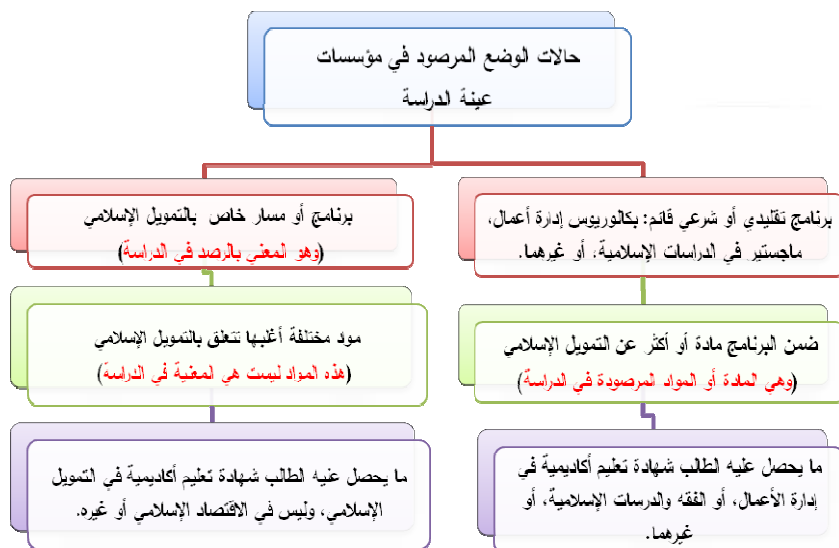 حالات الوضع المرصود في مؤسسات
عينة الدراسة
برنامج تقليدي أو شرعي قائم: بكالوريوس إدارة أعمال،
ماجستير في الدراسات الإسلامية، أو غيرهما.
ضمن البرنامج مادة أو أكثر عن التمويل الإسلامي
(وهي المادة أو المواد المرصودة في الدراسة)
ما يحصل عليه الطالب شهادة تعليم أكاديمية في
إدارة الأعمال، أو الفقه والدرسات الإسلامية، أو
غيرهما.
برنامج أو مسار خاص بالتمويل الإسلامي
(وهو المعني بالرصد في الدراسة)
مواد مختلفة أغلبها تتعلق بالتمويل الإسلامي
(هذه المواد ليست هي المعنية في الدراسة)
ما يحصل عليه الطالب شهادة تعليم أكاديمية في التمويل
الإسلامي، وليس في الاقتصاد الإسلامي أو غيره.